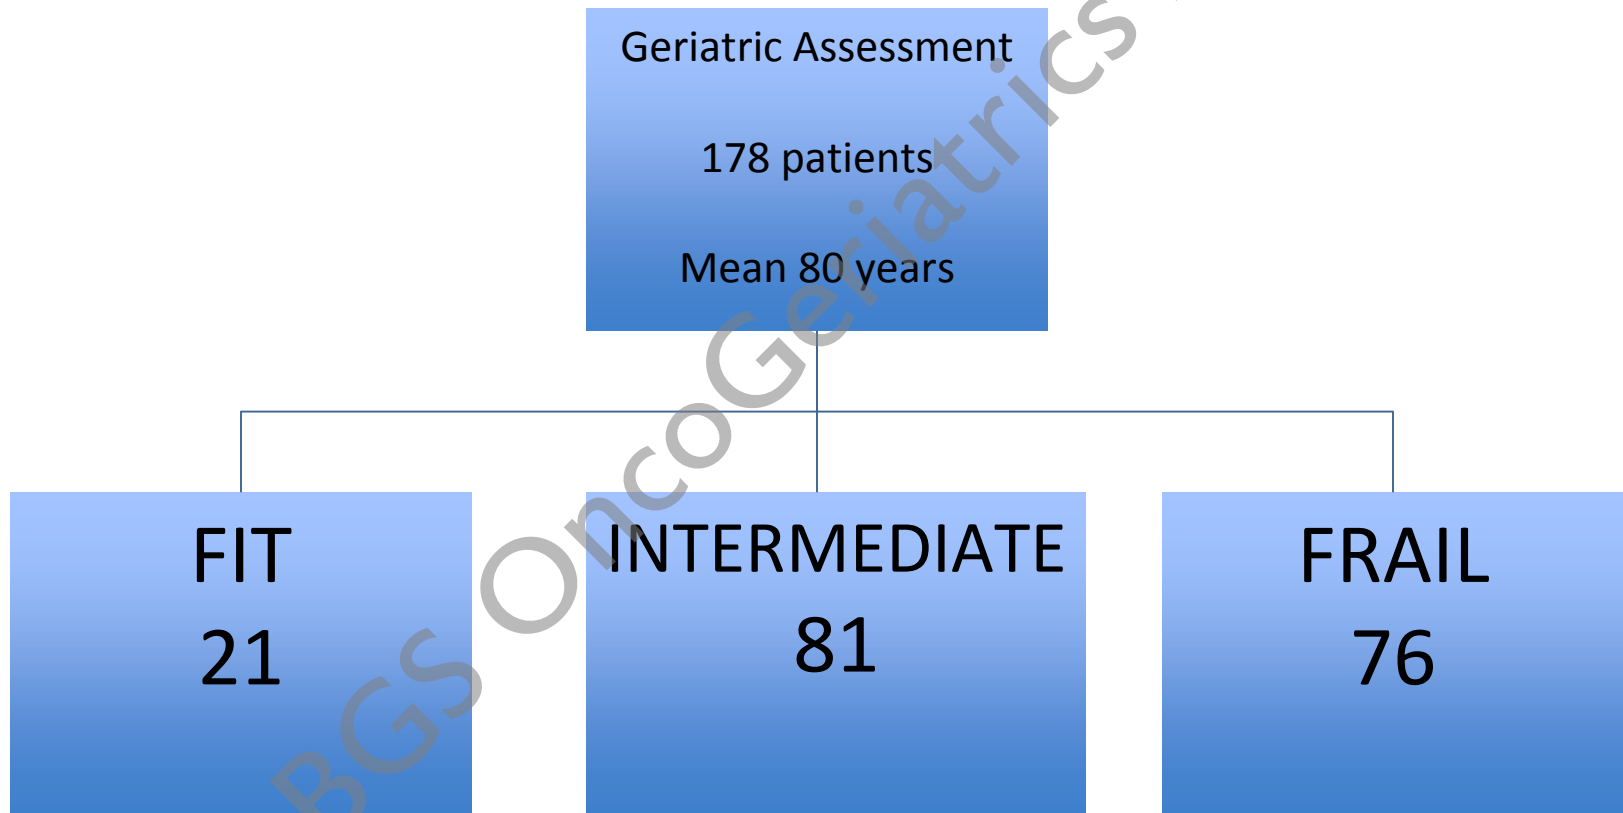 Geriatric Assessment
178 patients
Mean 80 years
FIT
21
INTERMEDIATE
81
FRAIL
76
BGS OncoGeriatrics